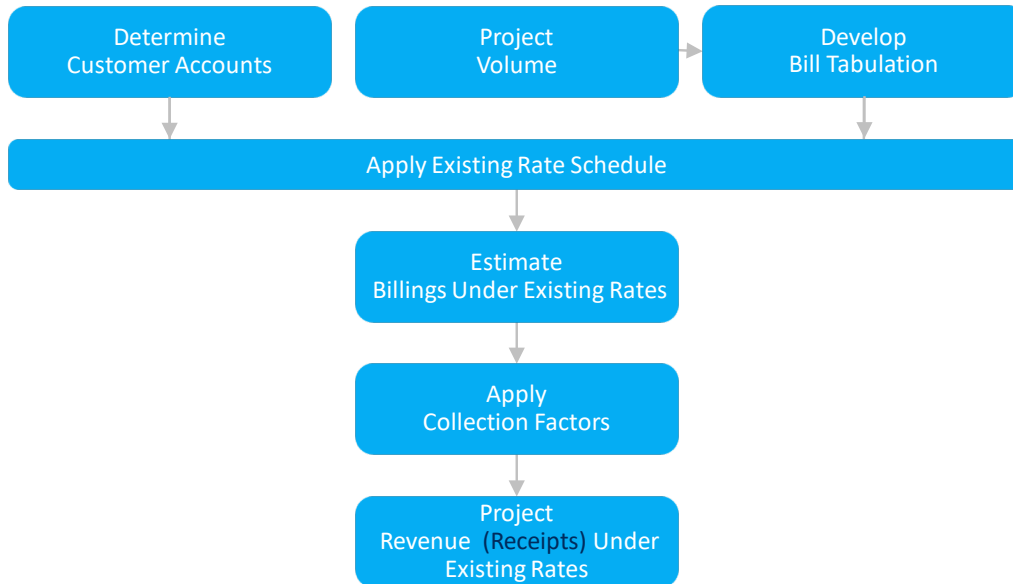 Determine
Customer Accounts
Project
Volume
Develop
Bill Tabulation
Apply Existing Rate Schedule
Estimate
Billings Under Existing Rates
Apply
Collection Factors
Project
Revenue (Receipts) Under
Existing Rates